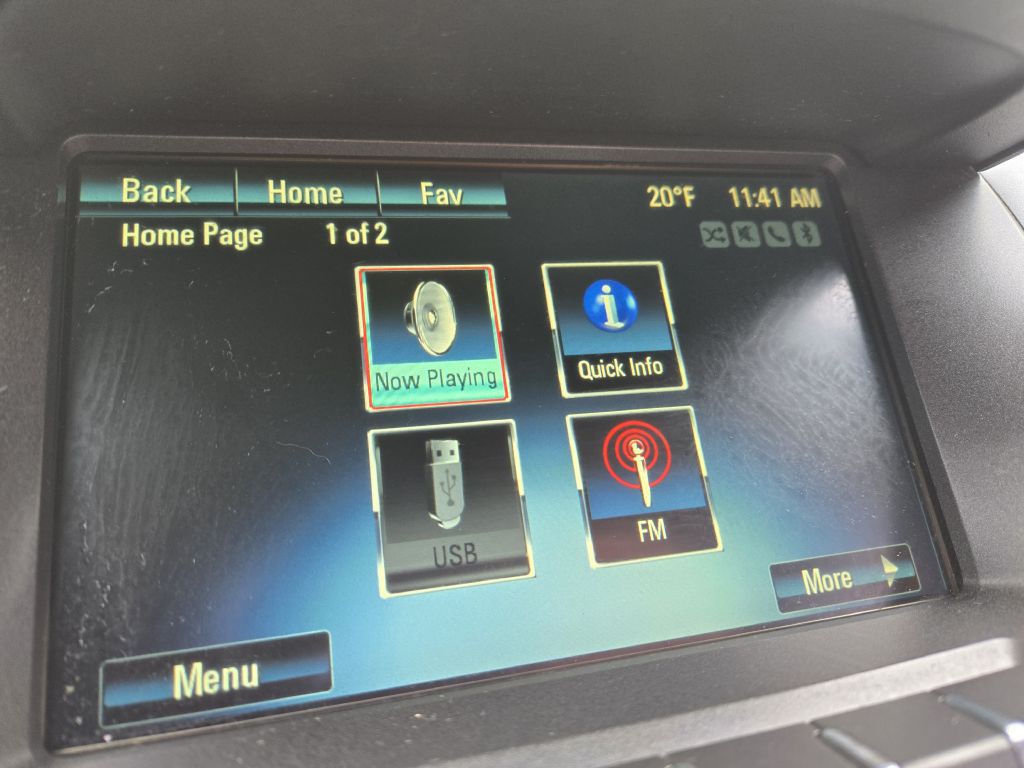 Back Home Fav 20°F 11:41 AM
Home Page 1 of 2
Now Playing
Quick Info
USB
FM
More
Menu